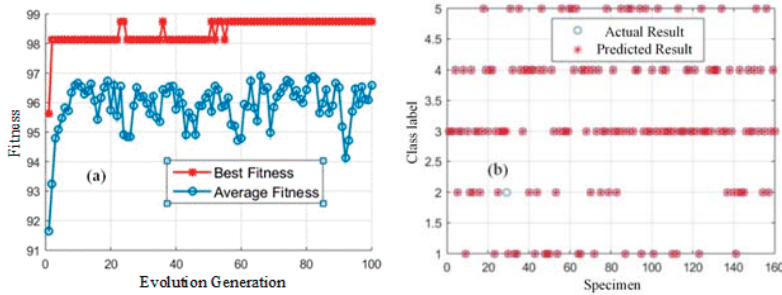 99
98
97
96
95
94
93
92
91
Fitness
(a)
Best Fitness
Average Fitness
0 20 40 60 80 100
Evolution Generation
5
4.5
4
3.5
3
2.5
2
1.5
1
Class label
Actual Result
Predicted Result
(b)
0 20 40 60 80 100 120 140 160
Specimen